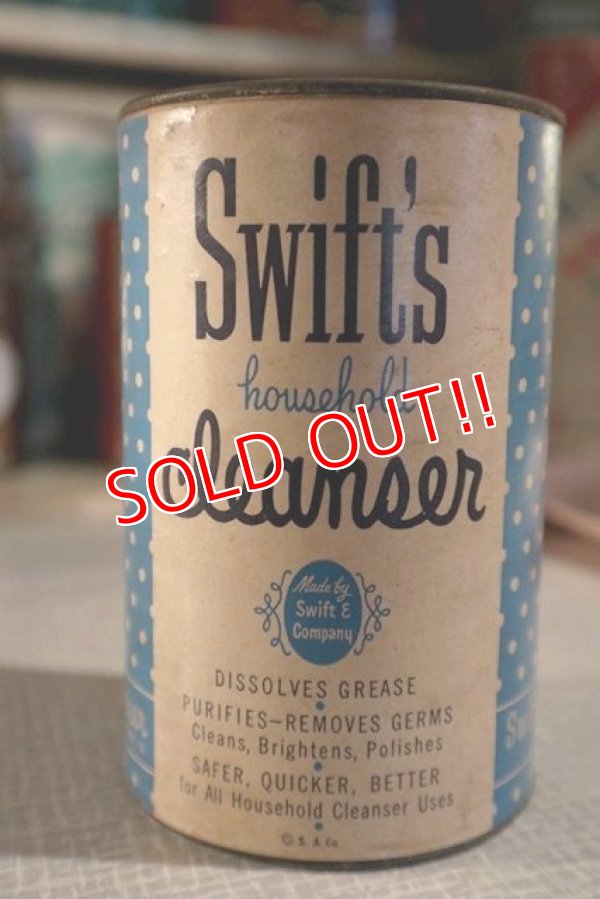 Swift's
household
cleanser
SOLD OUT!!
Made by
Swift &
Company
DISSOLVES GREASE
PURIFIES—REMOVES GERMS
Cleans, Brightens, Polishes
SAFER, QUICKER, BETTER
for All Household Cleanser Uses
© S. & Co.